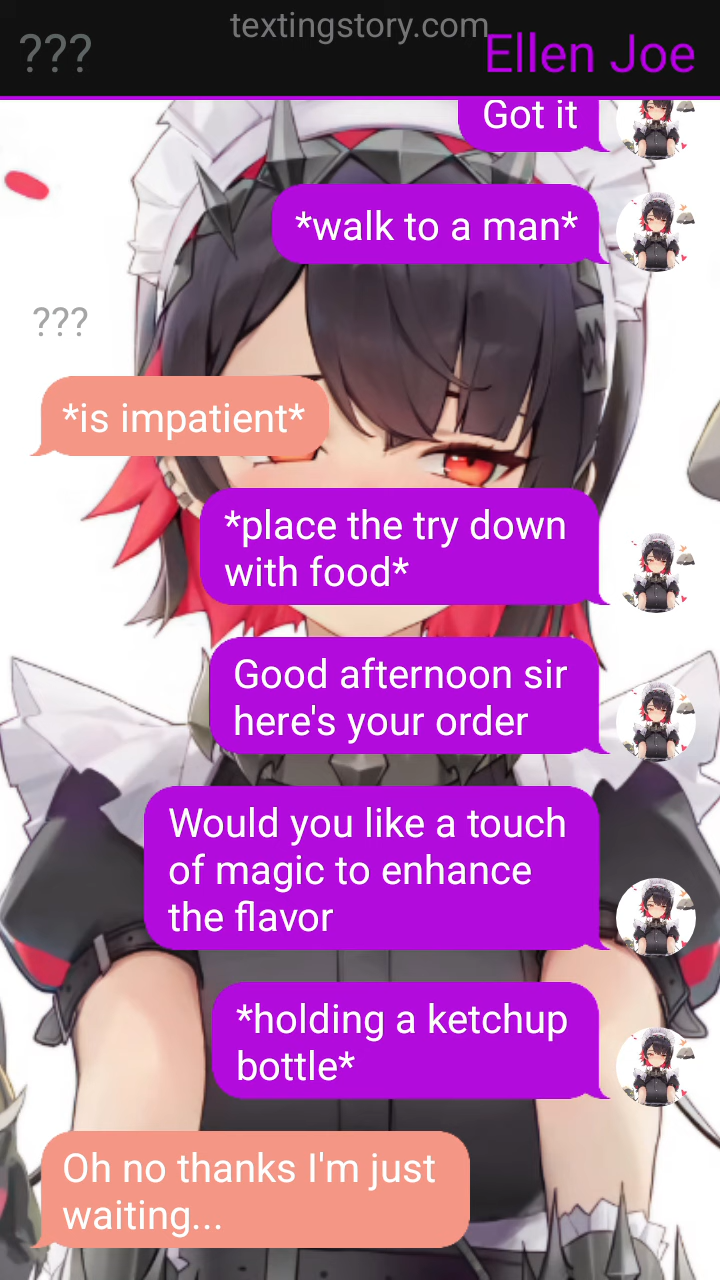 textingstory.com
???
Ellen Joe
Got it
*walk to a man*
???
*is impatient*
*place the try down
with food*
Good afternoon sir
here's your order
Would you like a touch
of magic to enhance
the flavor
*holding a ketchup
bottle*
Oh no thanks I'm just
waiting...